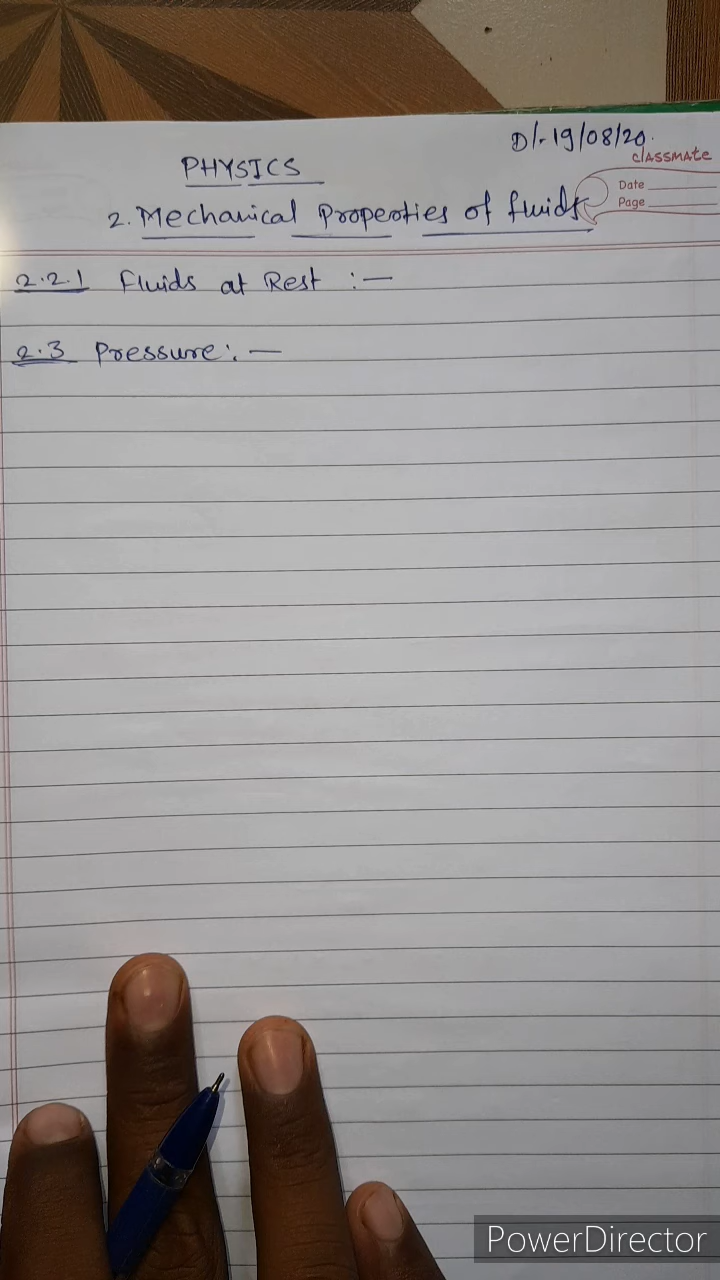 D/- 19/08/20.
classmate
PHYSICS
Date
Page
2. Mechanical Properties of fluids
2.2.1 Fluids at Rest :-
2.3 Pressure :-
PowerDirector